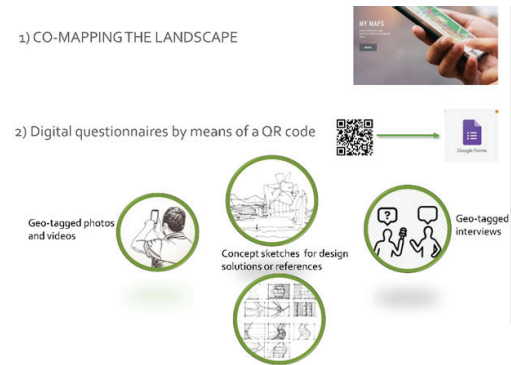 1) CO-MAPPING THE LANDSCAPE
MY MAPS
2) Digital questionnaires by means of a QR code
Google Forms
Geo-tagged photos
and videos
Concept sketches for design
solutions or references
Geo-tagged
interviews
?